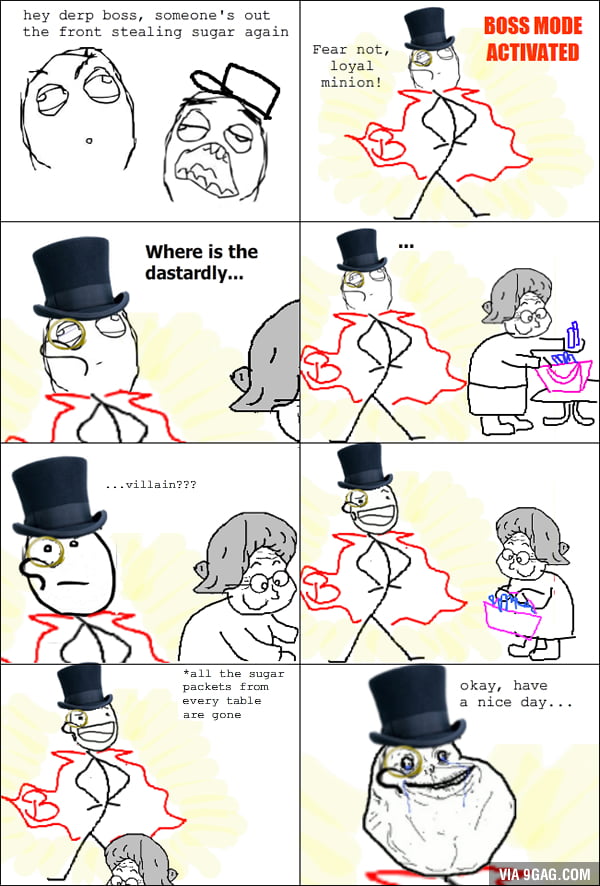 hey derp boss, someone's out
the front stealing sugar again
BOSS MODE
ACTIVATED
Fear not,
loyal
minion!
B
Where is the
dastardly...
...
B
...villain???
B
*all the sugar
packets from
every table
are gone
B
okay, have
a nice day...
VIA 9GAG.COM